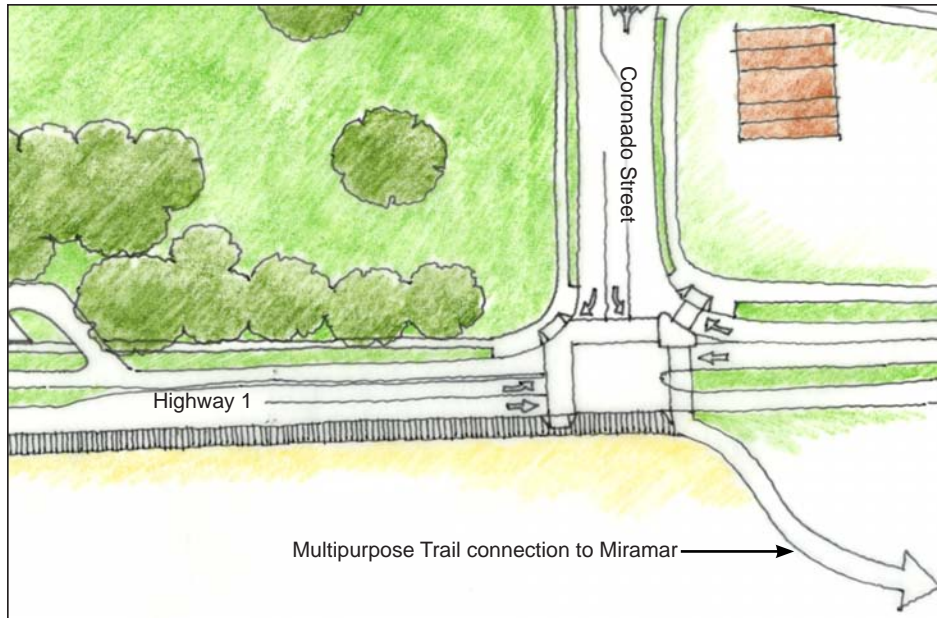 Coronado Street
Highway 1
Multipurpose Trail connection to Miramar